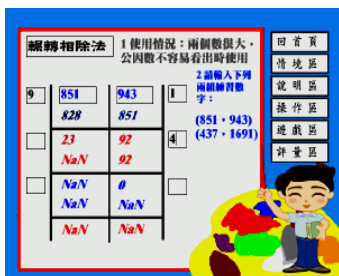 輾轉相除法
1 使用情況：兩個數很大，
公因數不容易看出時使用
9 851 943 1
828 851
23 92 4
NaN 92
NaN 0
NaN NaN
NaN NaN
2 請輸入下列
兩組練習數
字：
(851，943)
(437，1691)
回首頁
情境區
說明區
操作區
遊戲區
評量區